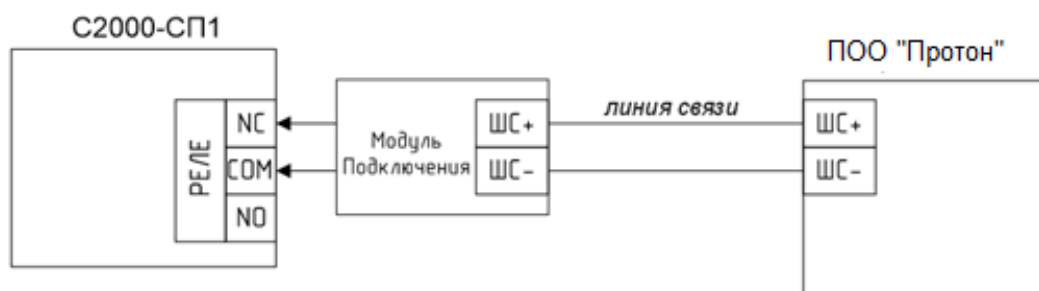 С2000-СП1
ПОО "Протон"
РЕЛЕ
NC
COM
NO
Модуль
Подключения
ШС+
ШС-
линия связи
ШС+
ШС-